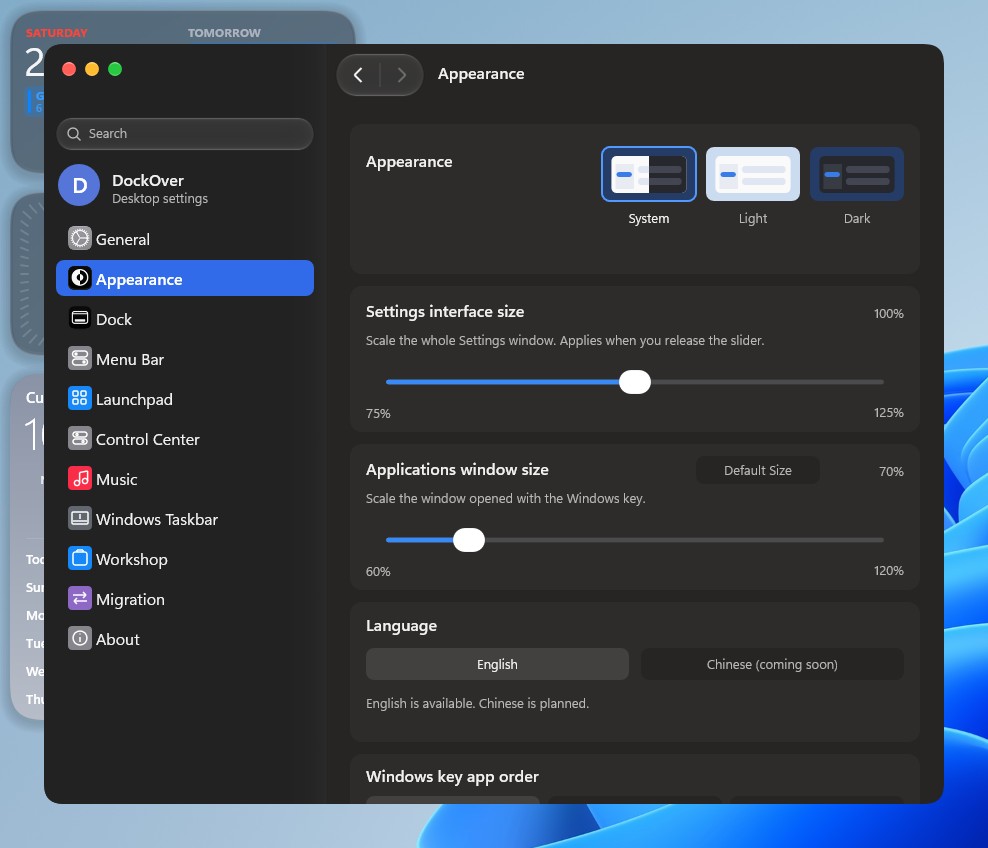 SATURDAY
TOMORROW
Appearance
Search
D
DockOver
Desktop settings
General
Appearance
Dock
Menu Bar
Launchpad
Control Center
Music
Windows Taskbar
Workshop
Migration
About
Appearance
System
Light
Dark
Settings interface size
100%
Scale the whole Settings window. Applies when you release the slider.
75%
125%
Applications window size
Default Size
70%
Scale the window opened with the Windows key.
60%
120%
Language
English
Chinese (coming soon)
English is available. Chinese is planned.
Windows key app order